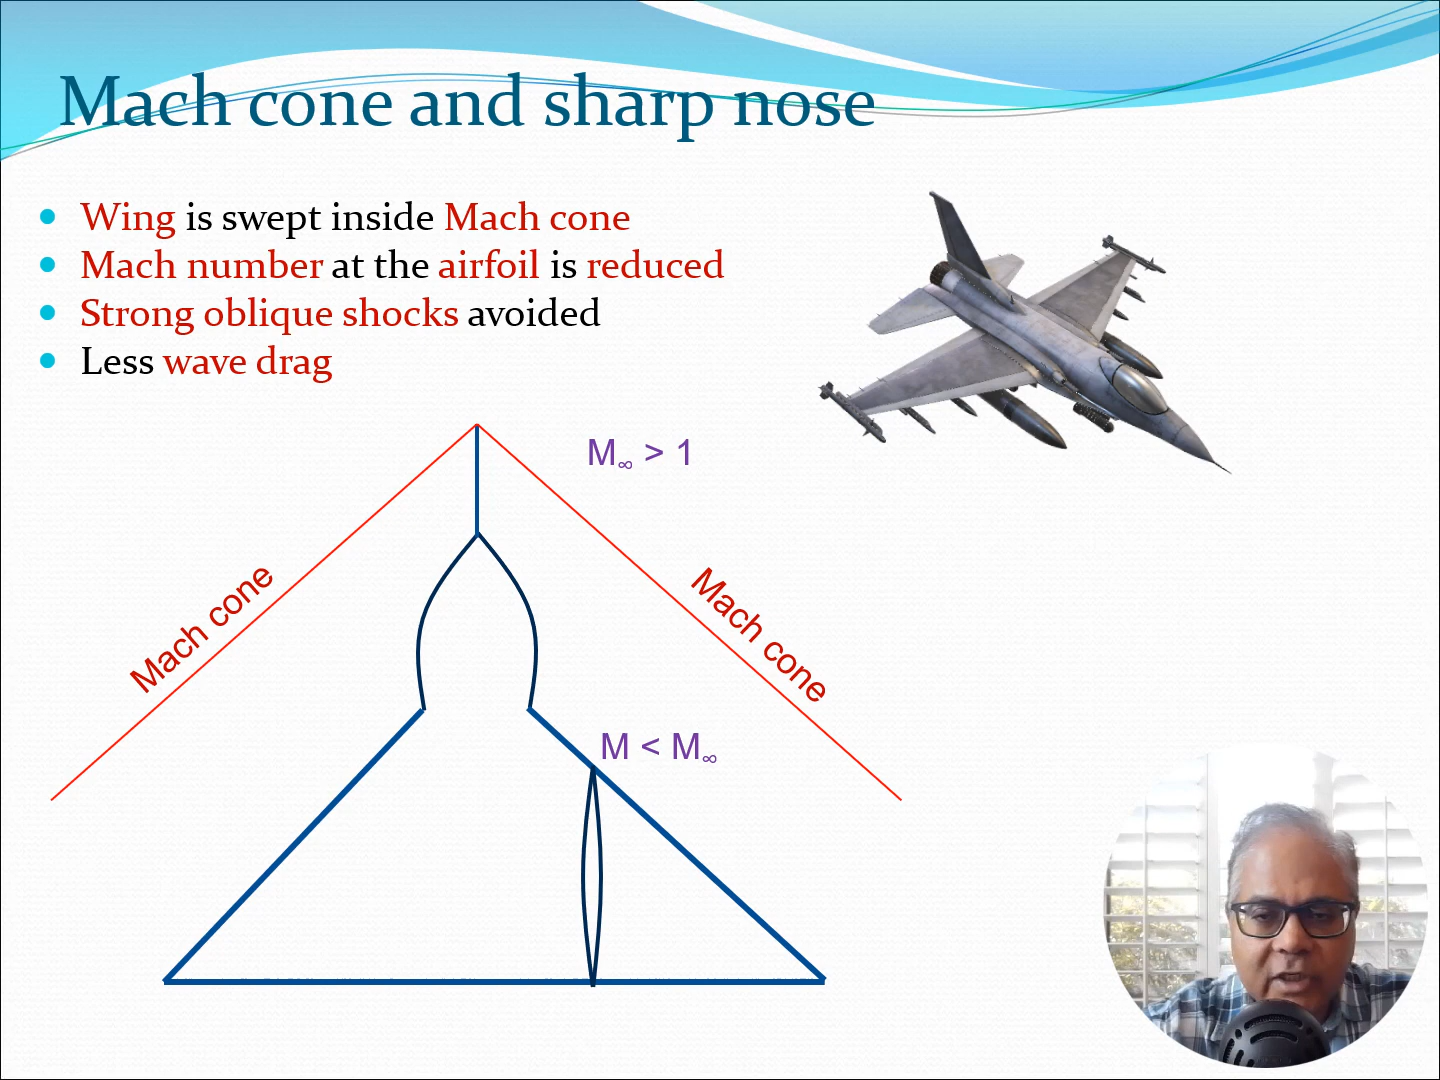 Mach cone and sharp nose
Wing is swept inside Mach cone
Mach number at the airfoil is reduced
Strong oblique shocks avoided
Less wave drag
M∞ > 1
Mach cone
Mach cone
M < M∞